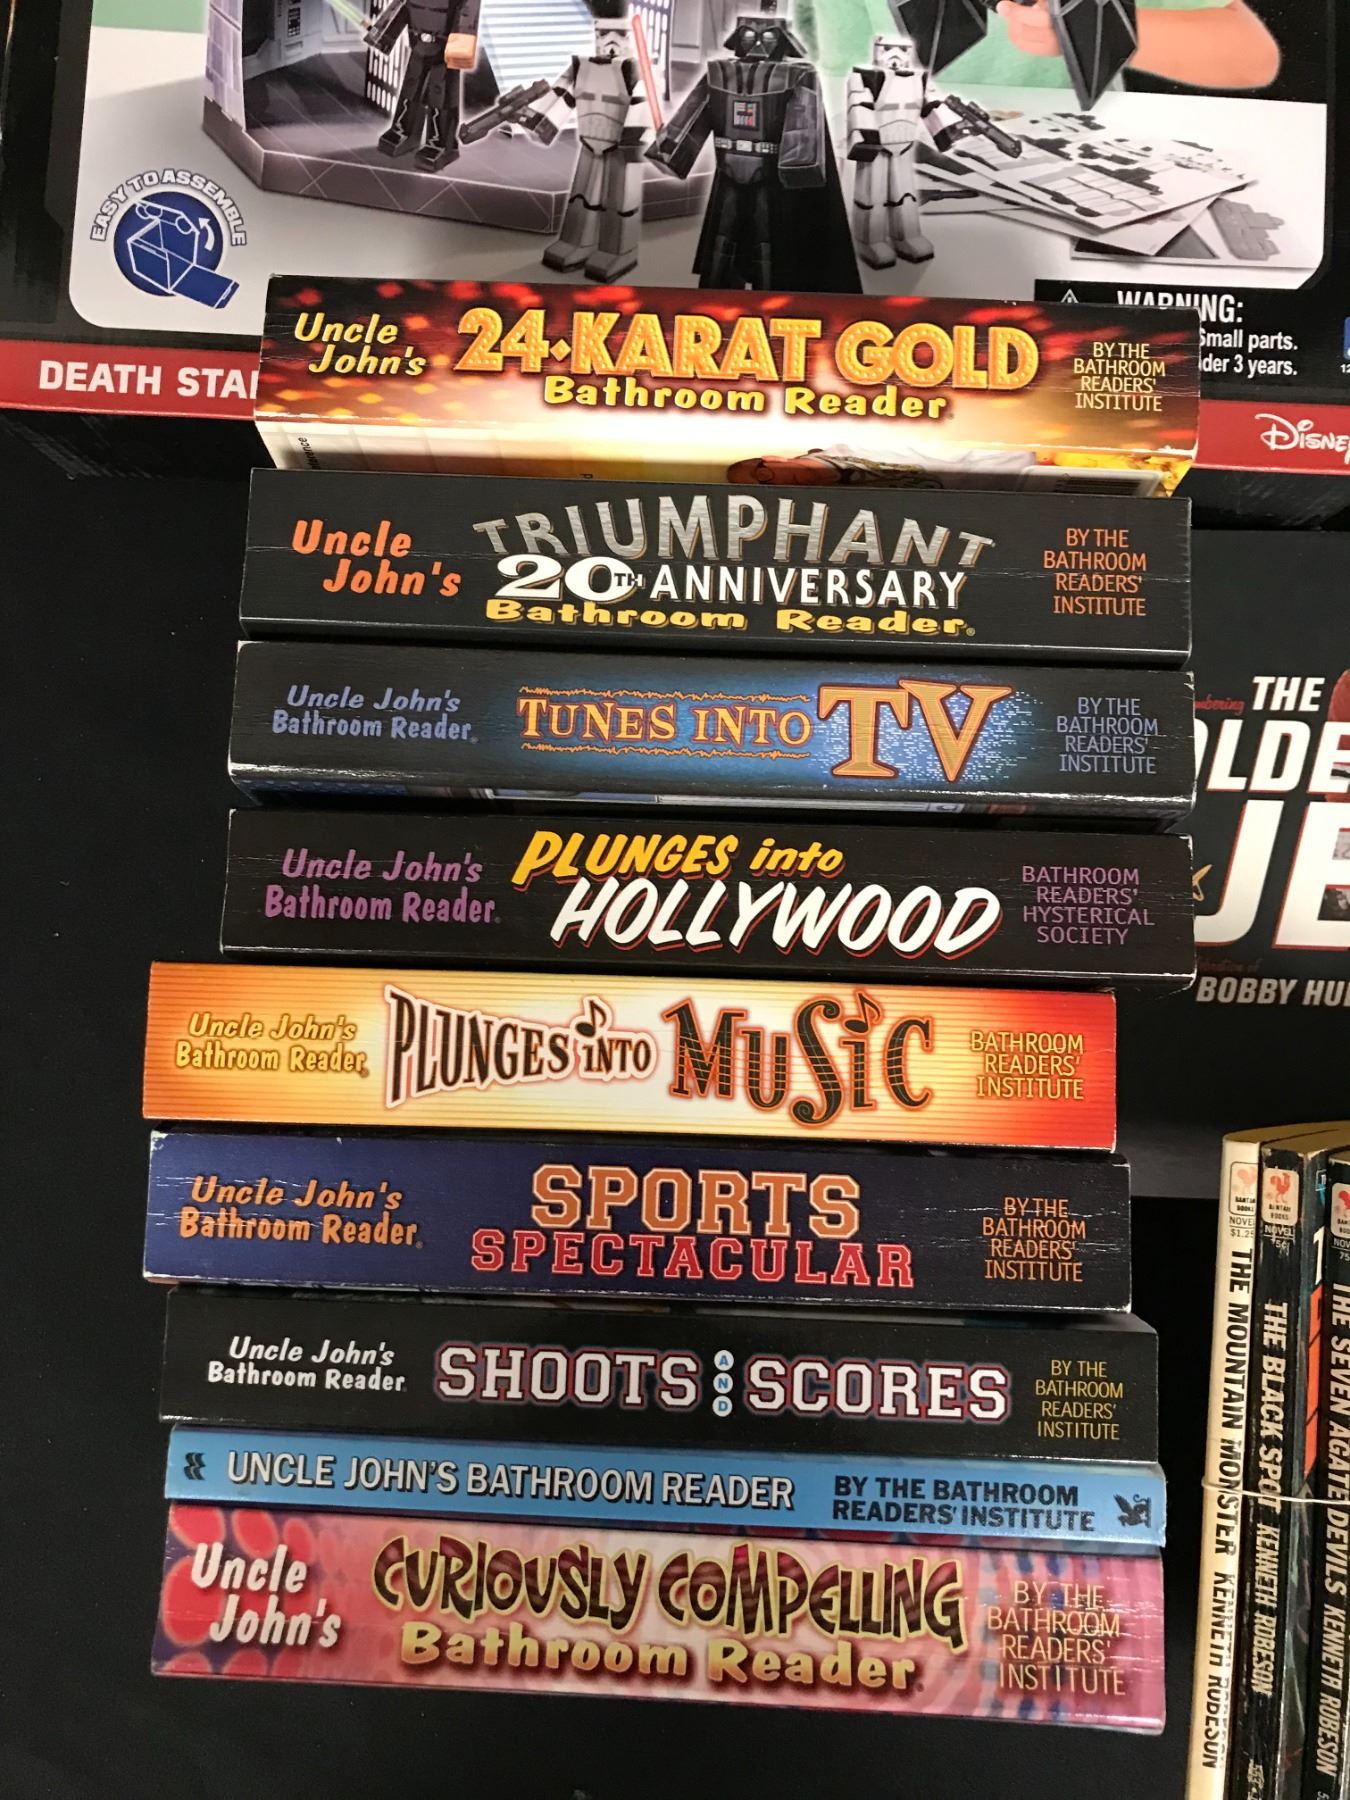 EASY TO ASSEMBLE
WARNING:
Small parts.
3 years.
DEATH
DISNEY
Uncle
John's
24-KARAT GOLD
Bathroom Reader
BY THE
BATHROOM
READERS'
INSTITUTE
Uncle
John's
TRIUMPHANT
20TH ANNIVERSARY
Bathroom Reader®
BY THE
BATHROOM
READERS'
INSTITUTE
Uncle John's
Bathroom Reader
TUNES INTO TV
BY THE
BATHROOM
READERS'
INSTITUTE
THE
Uncle John's
Bathroom Reader
PLUNGES into
HOLLYWOOD
BATHROOM
READERS'
HYSTERICAL
SOCIETY
BOBBY
Uncle John's
Bathroom Reader
PLUNGES iNTO MUSiC
BATHROOM
READERS'
INSTITUTE
Uncle John's
Bathroom Reader
SPORTS
SPECTACULAR
BY THE
BATHROOM
READERS'
INSTITUTE
Uncle John's
Bathroom Reader
SHOOTS AND SCORES
BY THE
BATHROOM
READERS'
INSTITUTE
UNCLE JOHN'S BATHROOM READER
BY THE BATHROOM
READERS' INSTITUTE
Uncle
John's
CURIOUSLY COMPELLING
Bathroom Reader
BY THE
BATHROOM
READERS'
INSTITUTE
THE MOUNTAIN MONSTER KENNETH ROBESON
BANTAM
BOOKS
NOVEL
THE BLACK SPOT KENNETH ROBESON
THE SEVEN AGATE DEVILS KENNETH ROBESON